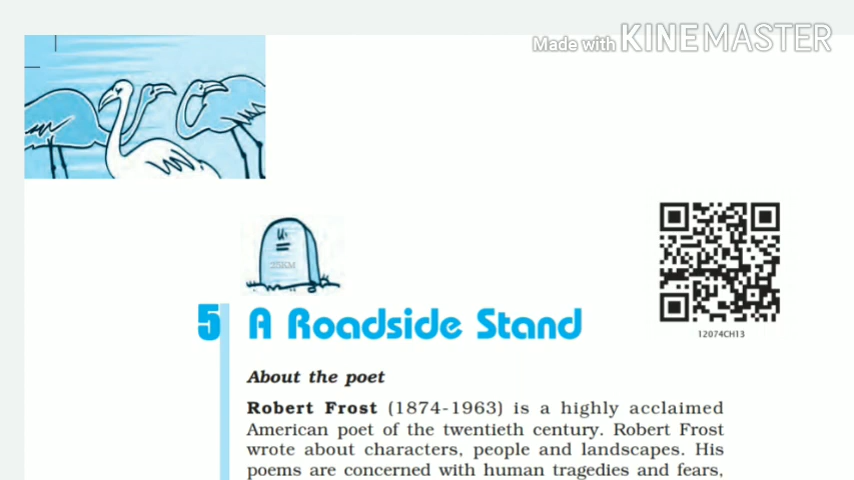 Made with KINEMASTER
12074CH13
5 A Roadside Stand
About the poet
Robert Frost (1874-1963) is a highly acclaimed
American poet of the twentieth century. Robert Frost
wrote about characters, people and landscapes. His
poems are concerned with human tragedies and fears,